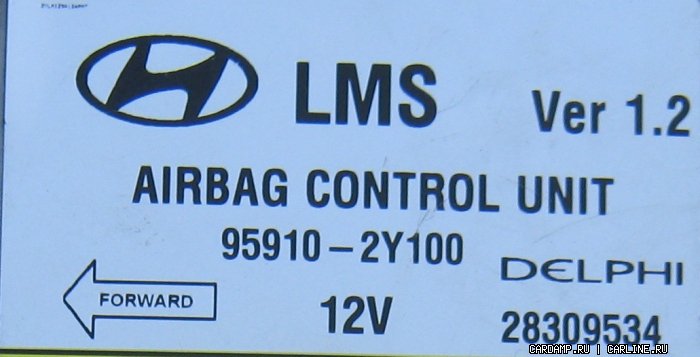 LMS Ver 1.2
AIRBAG CONTROL UNIT
95910-2Y100
DELPHI
FORWARD
12V
28309534
CARDAMP.RU | CARLINE.RU